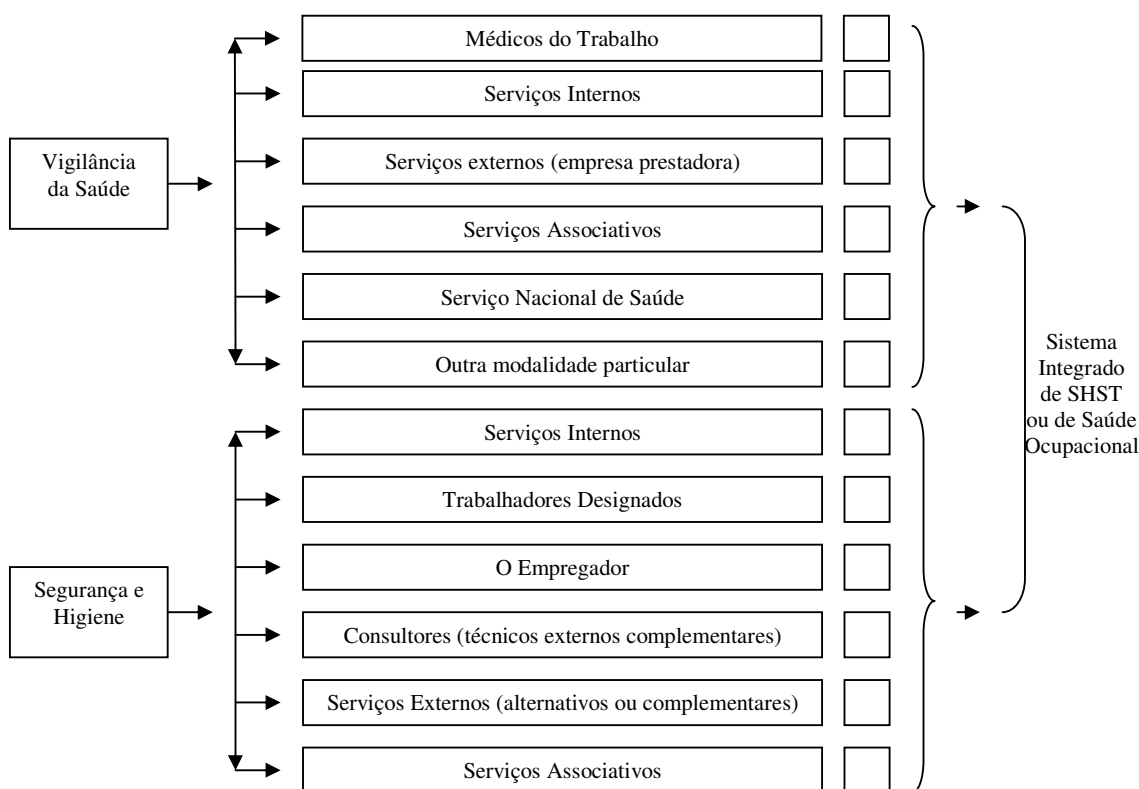 Médicos do Trabalho
Serviços Internos
Vigilância
da Saúde
Serviços externos (empresa prestadora)
Serviços Associativos
Serviço Nacional de Saúde
Outra modalidade particular
Sistema
Integrado
de SHST
ou de Saúde
Ocupacional
Serviços Internos
Trabalhadores Designados
O Empregador
Segurança e
Higiene
Consultores (técnicos externos complementares)
Serviços Externos (alternativos ou complementares)
Serviços Associativos